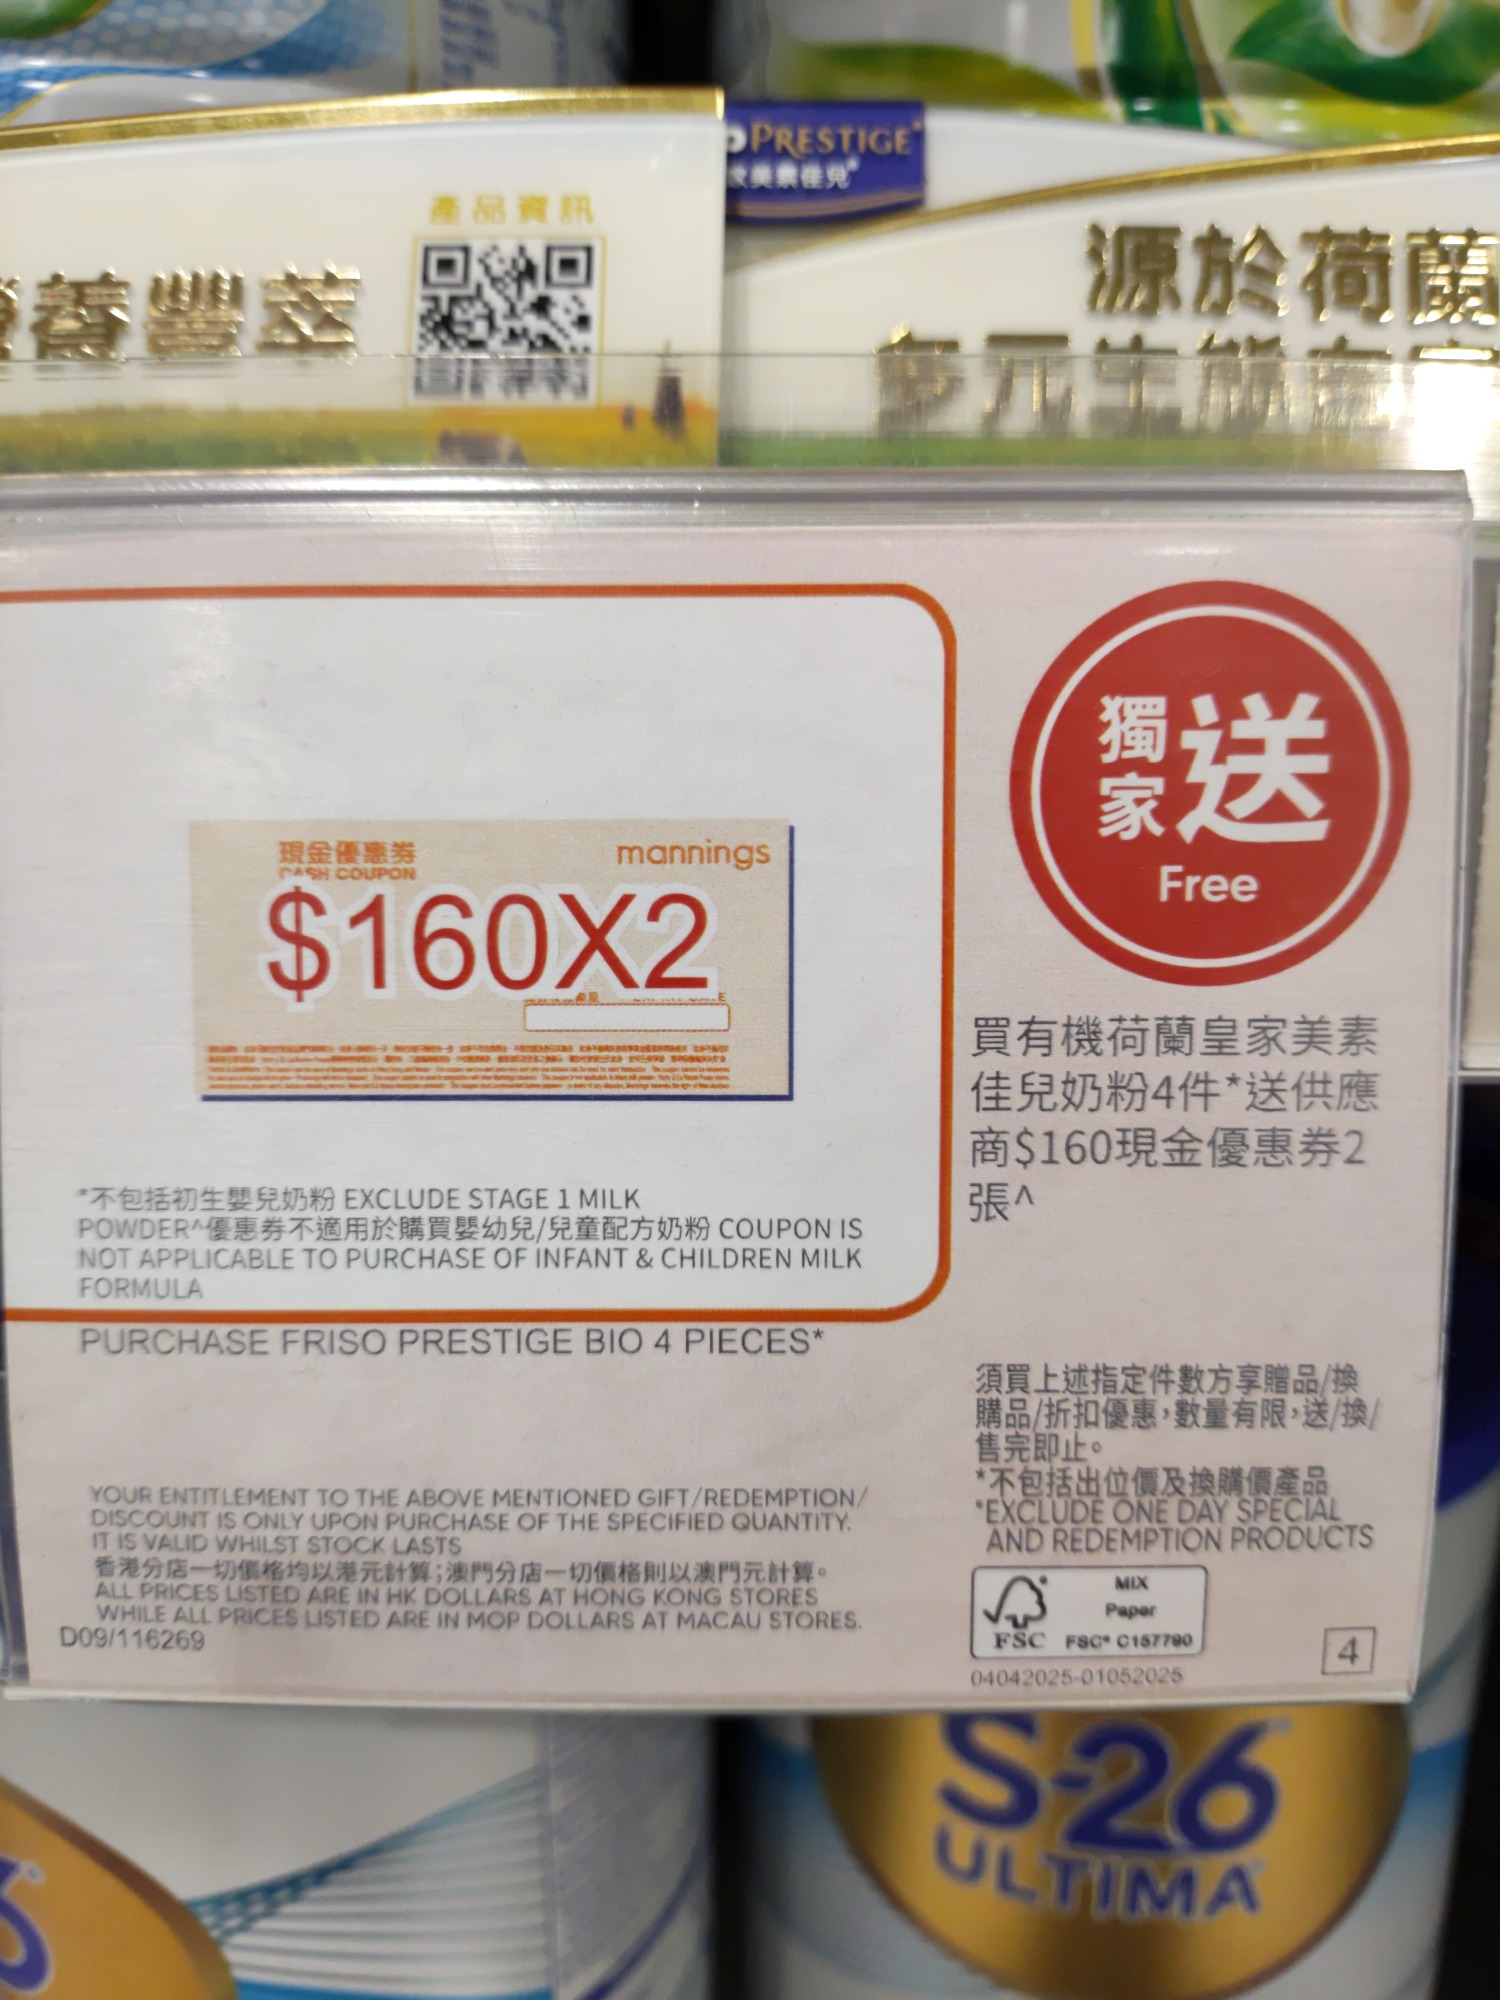 PRESTIGE
家美素佳兒
產品資訊
養豐萃
源於荷蘭
獨家送
Free
現金優惠券
mannings
CASH COUPON
$160X2
買有機荷蘭皇家美素
佳兒奶粉4件*送供應
商$160現金優惠券2
張^
*不包括初生嬰兒奶粉 EXCLUDE STAGE 1 MILK
POWDER^優惠券不適用於購買嬰幼兒/兒童配方奶粉 COUPON IS
NOT APPLICABLE TO PURCHASE OF INFANT & CHILDREN MILK
FORMULA
PURCHASE FRISO PRESTIGE BIO 4 PIECES*
須買上述指定件數方享贈品/換
購品/折扣優惠,數量有限,送/換/
售完即止。
*不包括出位價及換購價產品
*EXCLUDE ONE DAY SPECIAL
AND REDEMPTION PRODUCTS
YOUR ENTITLEMENT TO THE ABOVE MENTIONED GIFT/REDEMPTION/
DISCOUNT IS ONLY UPON PURCHASE OF THE SPECIFIED QUANTITY.
IT IS VALID WHILST STOCK LASTS
香港分店一切價格均以港元計算;澳門分店一切價格則以澳門元計算。
ALL PRICES LISTED ARE IN HK DOLLARS AT HONG KONG STORES
WHILE ALL PRICES LISTED ARE IN MOP DOLLARS AT MACAU STORES.
D09/116269
MIX
Paper
FSC FSC® C157790
04042025-01052025
4
S-26
ULTIMA